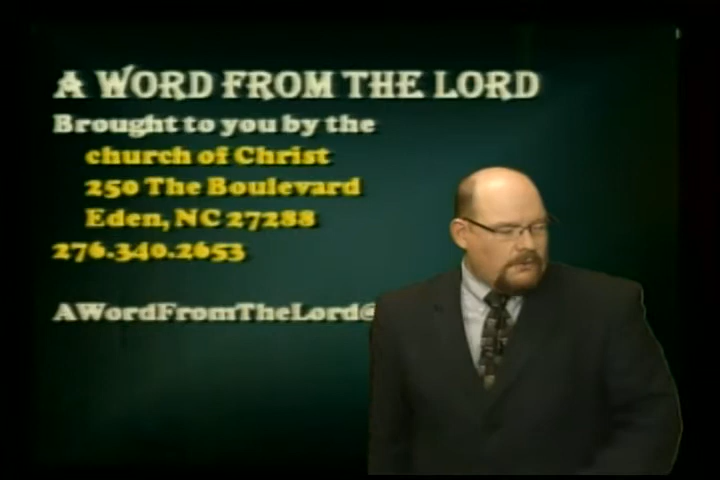 A WORD FROM THE LORD
Brought to you by the
church of Christ
250 The Boulevard
Eden, NC 27288
276.340.2653
AWordFromTheLord@